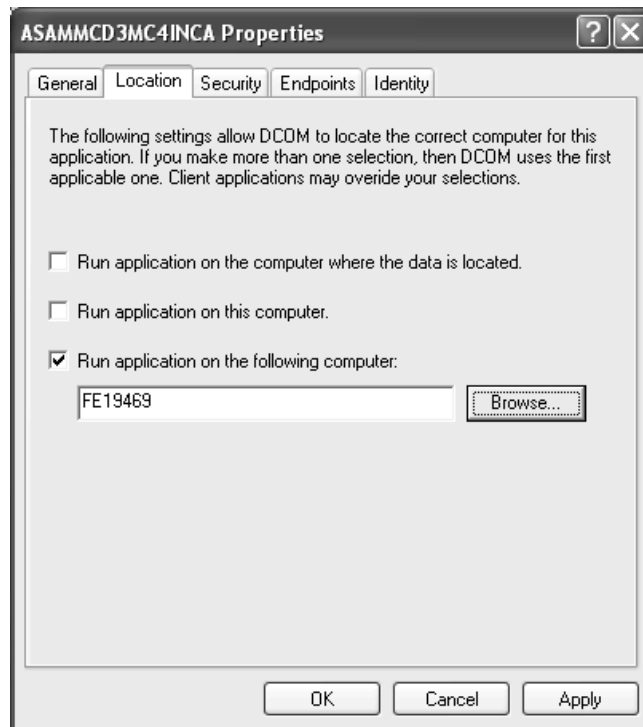 ASAMMCD3MC4INCA Properties
General Location Security Endpoints Identity
The following settings allow DCOM to locate the correct computer for this
application. If you make more than one selection, then DCOM uses the first
applicable one. Client applications may overide your selections.
Run application on the computer where the data is located.
Run application on this computer.
Run application on the following computer:
FE19469 Browse...
OK Cancel Apply